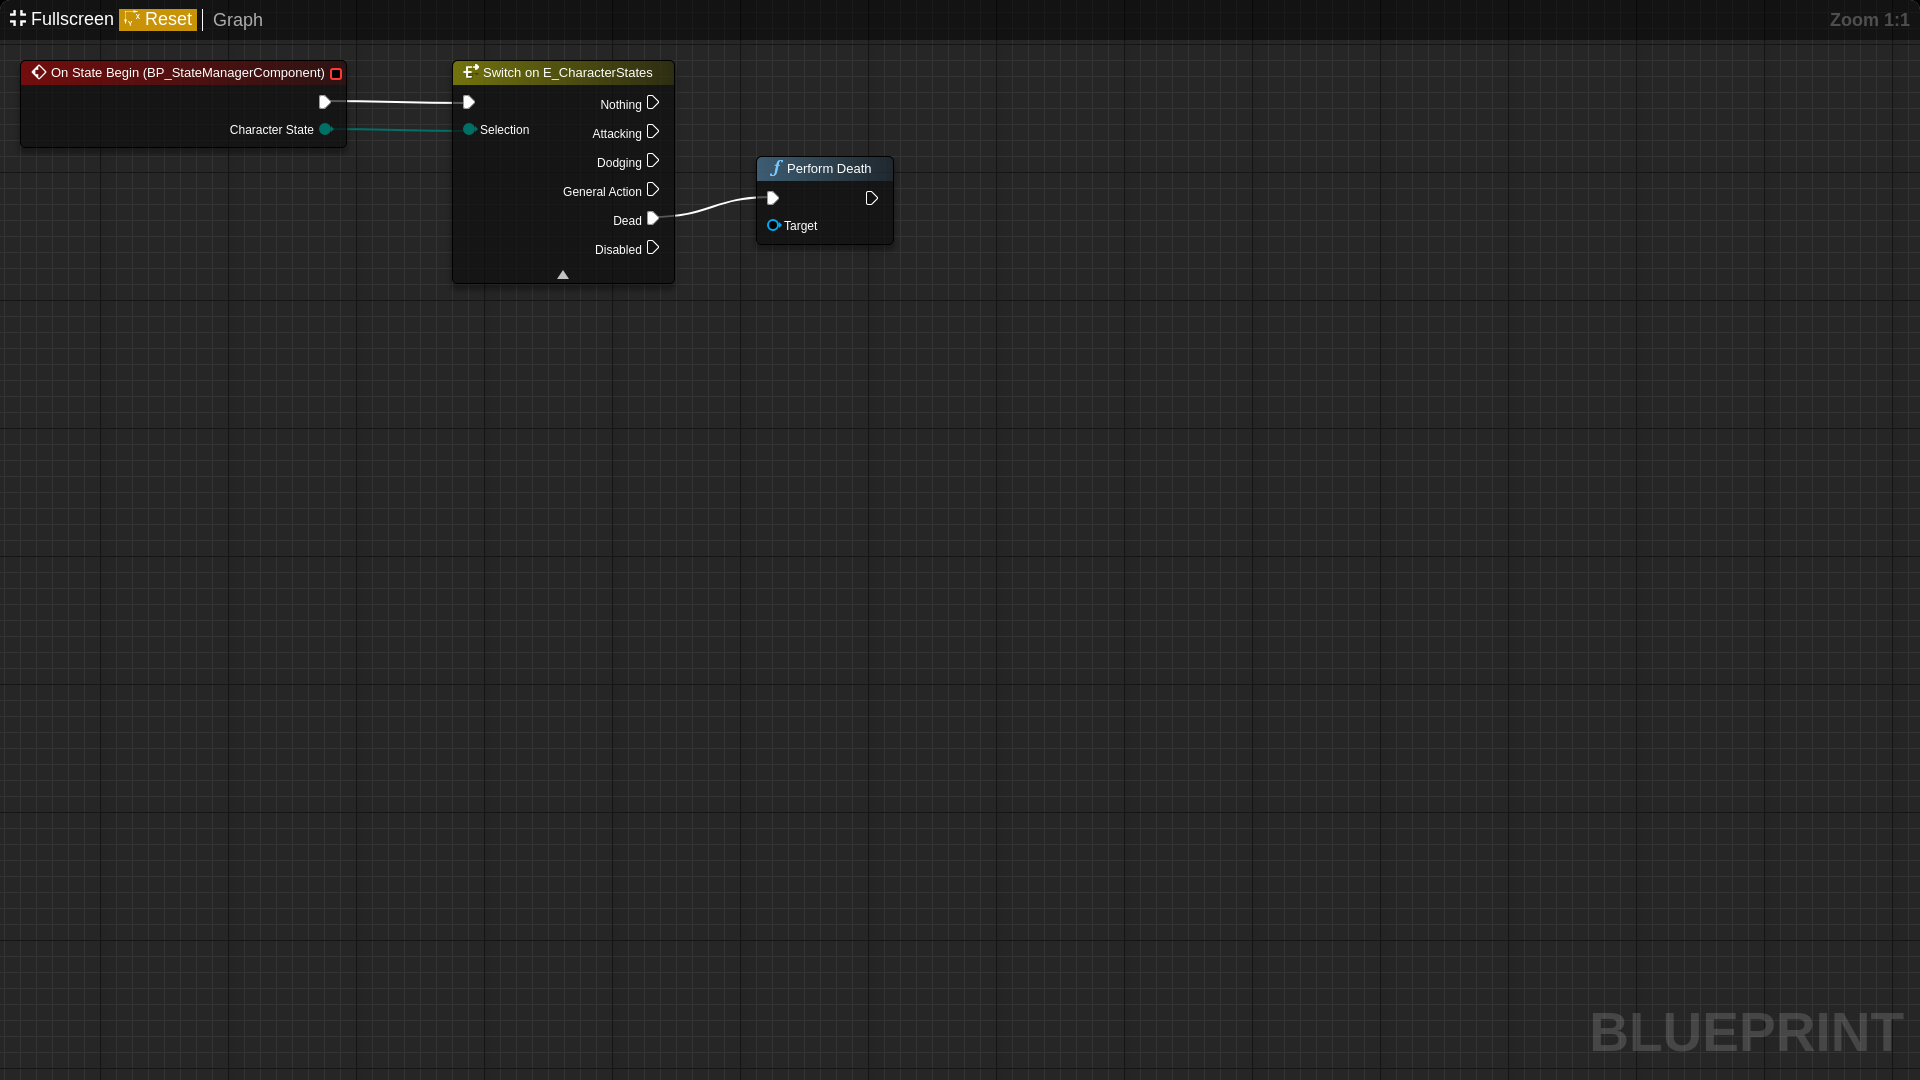 Fullscreen Reset Graph Zoom 1:1
On State Begin (BP_StateManagerComponent)
Character State
Switch on E_CharacterStates
Selection
Nothing
Attacking
Dodging
General Action
Dead
Disabled
Perform Death
Target
BLUEPRINT